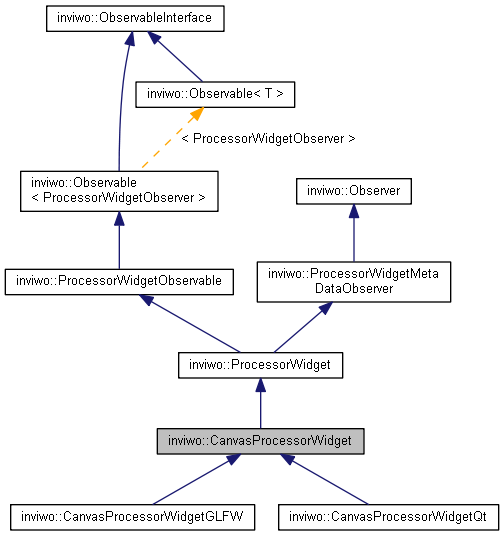 inviwo::ObservableInterface
inviwo::Observable< T >
< ProcessorWidgetObserver >
inviwo::Observable
< ProcessorWidgetObserver >
inviwo::Observer
inviwo::ProcessorWidgetObservable
inviwo::ProcessorWidgetMeta
DataObserver
inviwo::ProcessorWidget
inviwo::CanvasProcessorWidget
inviwo::CanvasProcessorWidgetGLFW
inviwo::CanvasProcessorWidgetQt